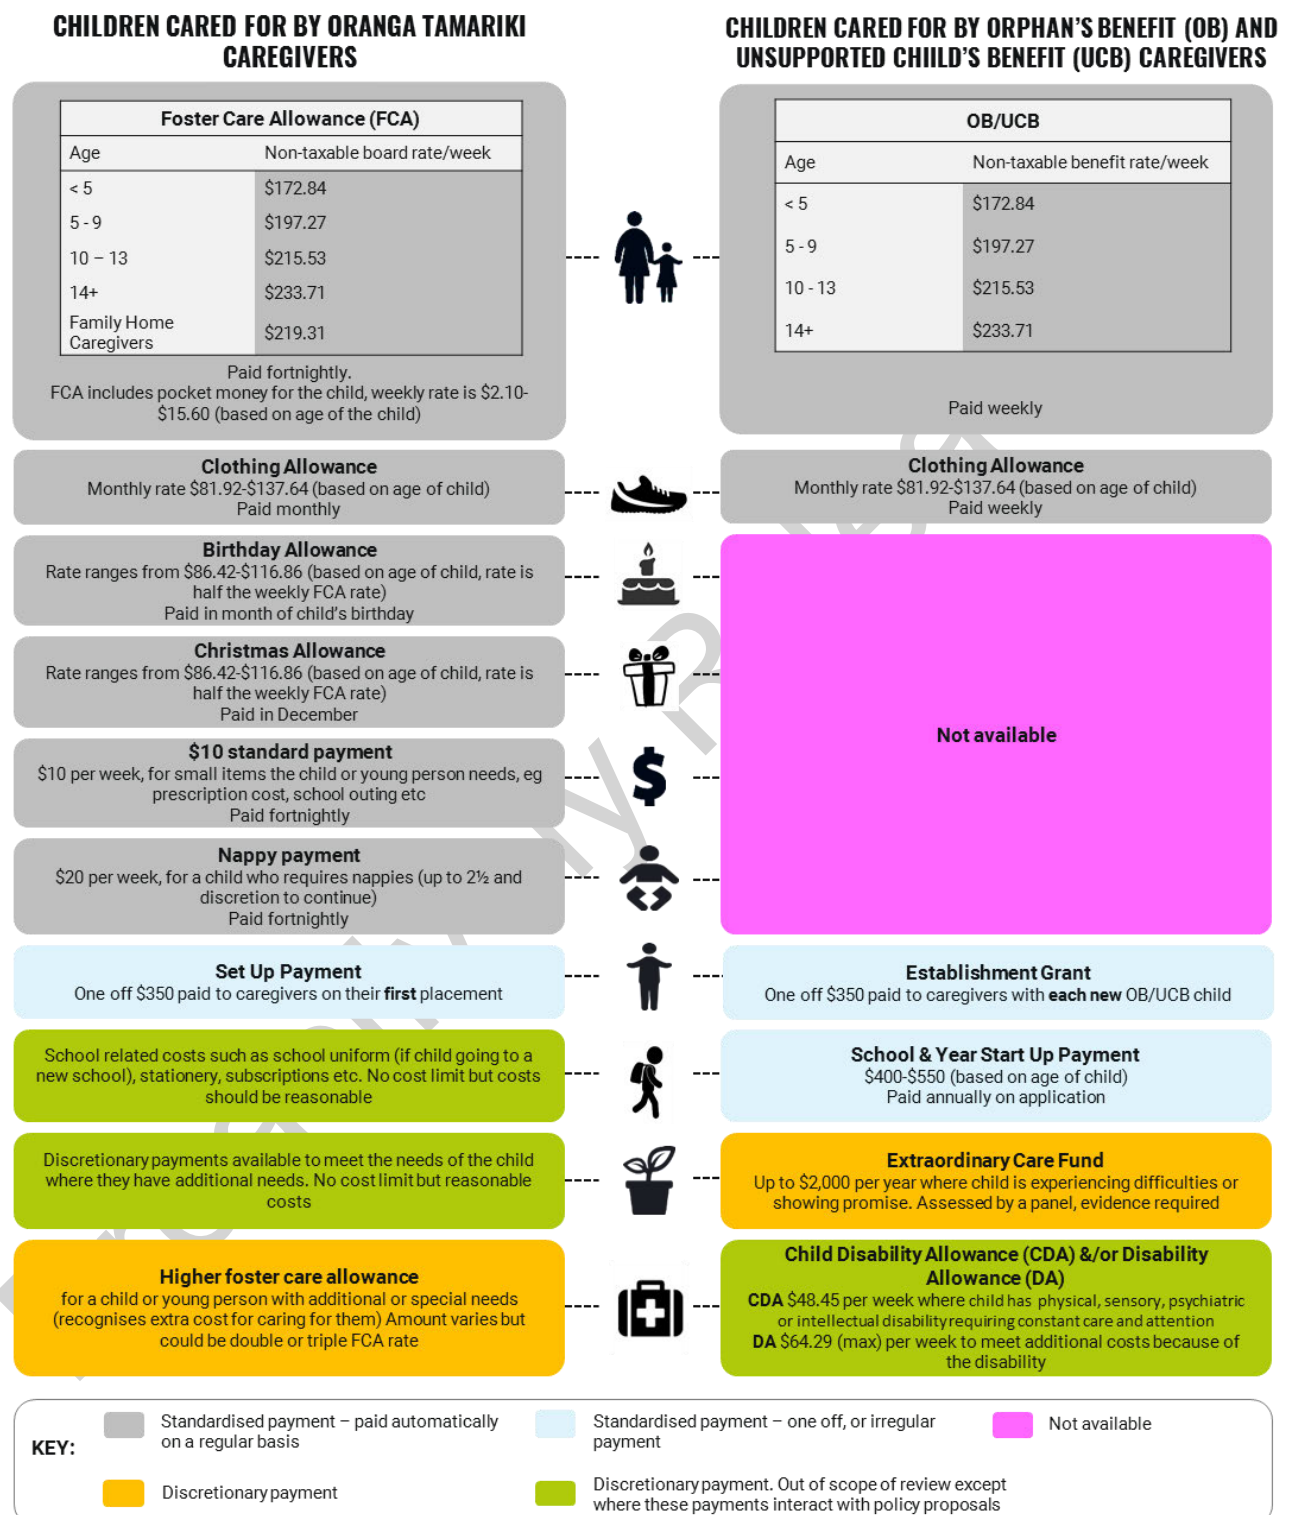 CHILDREN CARED FOR BY ORANGA TAMARIKI
CAREGIVERS
CHILDREN CARED FOR BY ORPHAN'S BENEFIT (OB) AND
UNSUPPORTED CHIILD'S BENEFIT (UCB) CAREGIVERS
Foster Care Allowance (FCA)
Age Non-taxable board rate/week
< 5 $172.84
5 - 9 $197.27
10 – 13 $215.53
14+ $233.71
Family Home
Caregivers $219.31
Paid fortnightly.
FCA includes pocket money for the child, weekly rate is $2.10-
$15.60 (based on age of the child)
OB/UCB
Age Non-taxable benefit rate/week
< 5 $172.84
5 - 9 $197.27
10 - 13 $215.53
14+ $233.71
Paid weekly
Clothing Allowance
Monthly rate $81.92-$137.64 (based on age of child)
Paid monthly
Clothing Allowance
Monthly rate $81.92-$137.64 (based on age of child)
Paid weekly
Birthday Allowance
Rate ranges from $86.42-$116.86 (based on age of child, rate is
half the weekly FCA rate)
Paid in month of child's birthday
Christmas Allowance
Rate ranges from $86.42-$116.86 (based on age of child, rate is
half the weekly FCA rate)
Paid in December
$10 standard payment
$10 per week, for small items the child or young person needs, eg
prescription cost, school outing etc
Paid fortnightly
Nappy payment
$20 per week, for a child who requires nappies (up to 2½ and
discretion to continue)
Paid fortnightly
Not available
Set Up Payment
One off $350 paid to caregivers on their first placement
Establishment Grant
One off $350 paid to caregivers with each new OB/UCB child
School related costs such as school uniform (if child going to a
new school), stationery, subscriptions etc. No cost limit but costs
should be reasonable
School & Year Start Up Payment
$400-$550 (based on age of child)
Paid annually on application
Discretionary payments available to meet the needs of the child
where they have additional needs. No cost limit but reasonable
costs
Extraordinary Care Fund
Up to $2,000 per year where child is experiencing difficulties or
showing promise. Assessed by a panel, evidence required
Higher foster care allowance
for a child or young person with additional or special needs
(recognises extra cost for caring for them) Amount varies but
could be double or triple FCA rate
Child Disability Allowance (CDA) &/or Disability
Allowance (DA)
CDA $48.45 per week where child has physical, sensory, psychiatric
or intellectual disability requiring constant care and attention
DA $64.29 (max) per week to meet additional costs because of
the disability
KEY:
Standardised payment – paid automatically
on a regular basis
Standardised payment – one off, or irregular
payment
Not available
Discretionary payment
Discretionary payment. Out of scope of review except
where these payments interact with policy proposals